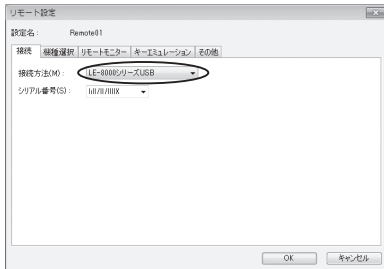 リモート設定
設定名： Remote01
接続 機種選択 リモートモニター キーエミュレーション その他
接続方法(M)： LE-8000シリーズUSB
シリアル番号(S)：
OK キャンセル